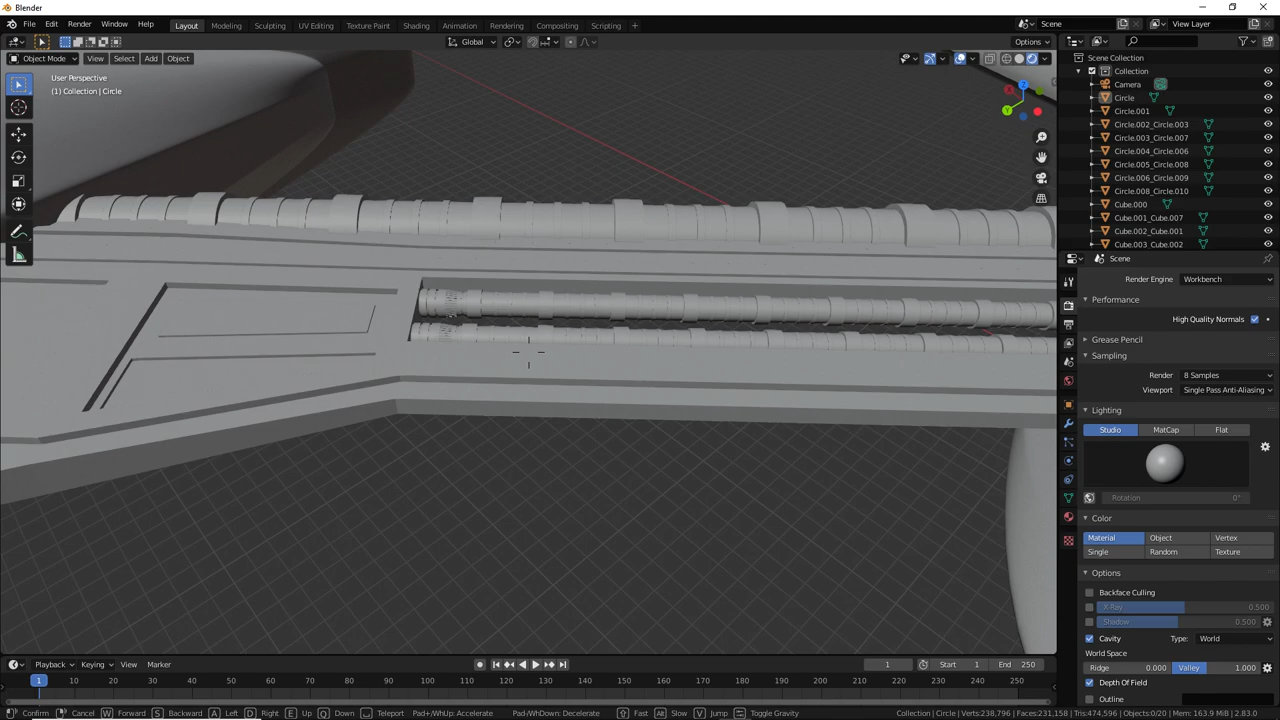 Blender
File Edit Render Window Help Layout Modeling Sculpting UV Editing Texture Paint Shading Animation Rendering Compositing Scripting + Scene View Layer
Global Options
Object Mode View Select Add Object
User Perspective
(1) Collection | Circle
Scene Collection
Collection
Camera
Circle
Circle.001
Circle.002_Circle.003
Circle.003_Circle.007
Circle.004_Circle.006
Circle.005_Circle.008
Circle.006_Circle.009
Circle.008_Circle.010
Cube.000
Cube.001_Cube.007
Cube.002_Cube.001
Cube.003_Cube.002
Scene
Render Engine Workbench
Performance
High Quality Normals
Grease Pencil
Sampling
Render 8 Samples
Viewport Single Pass Anti-Aliasing
Lighting
Studio MatCap Flat
Rotation 0°
Color
Material Object Vertex
Single Random Texture
Options
Backface Culling
X-Ray 0.500
Shadow 0.500
Cavity Type: World
World Space
Ridge 0.000 Valley 1.000
Depth Of Field
Outline
Playback Keying View Marker 1 Start 1 End 250
1 10 20 30 40 50 60 70 80 90 100 110 120 130 140 150 160 170 180 190 200 210 220 230 240 250
Confirm Cancel W Forward S Backward A Left D Right E Up Q Down Teleport Pad+/WhUp: Accelerate Pad-/WhDown: Decelerate Fast Alt Slow V Jump Toggle Gravity Collection | Circle | Verts:238,796 | Faces:231,158 | Tris:474,596 | Objects:0/20 | Mem: 163.9 MiB | 2.83.0